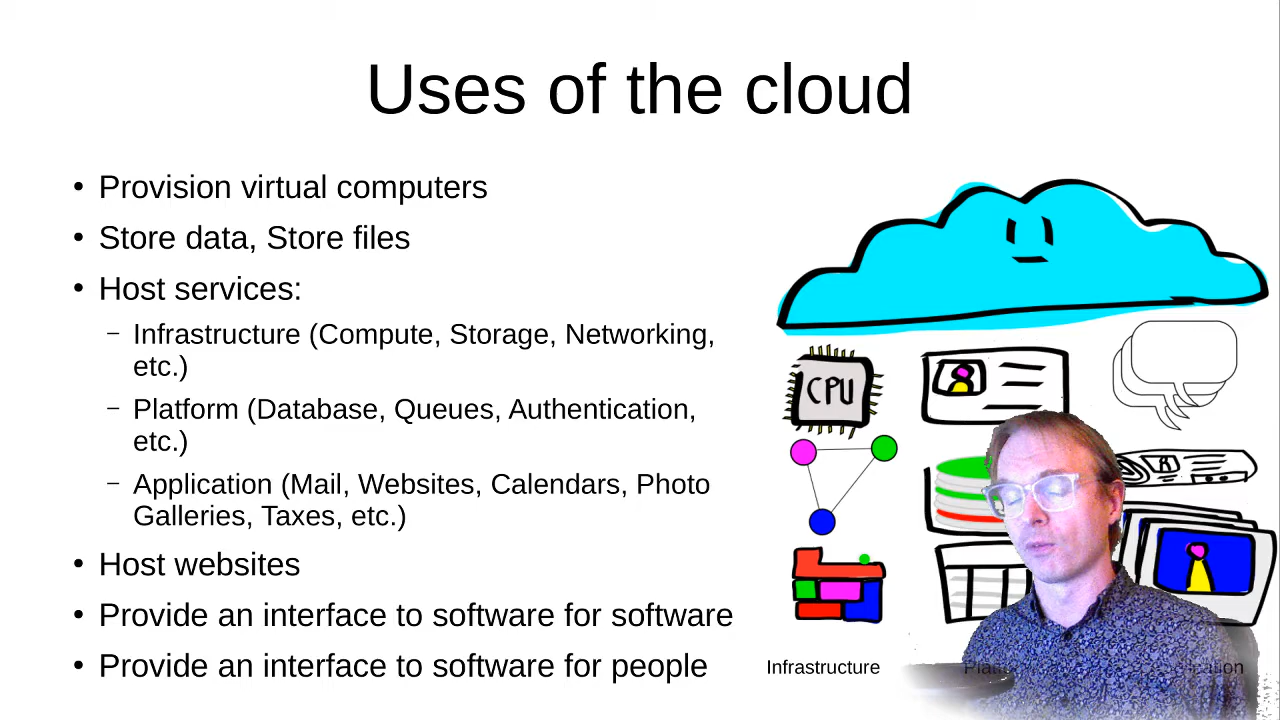 Uses of the cloud
• Provision virtual computers
• Store data, Store files
• Host services:
– Infrastructure (Compute, Storage, Networking,
etc.)
– Platform (Database, Queues, Authentication,
etc.)
– Application (Mail, Websites, Calendars, Photo
Galleries, Taxes, etc.)
• Host websites
• Provide an interface to software for software
• Provide an interface to software for people
CPU
Infrastructure